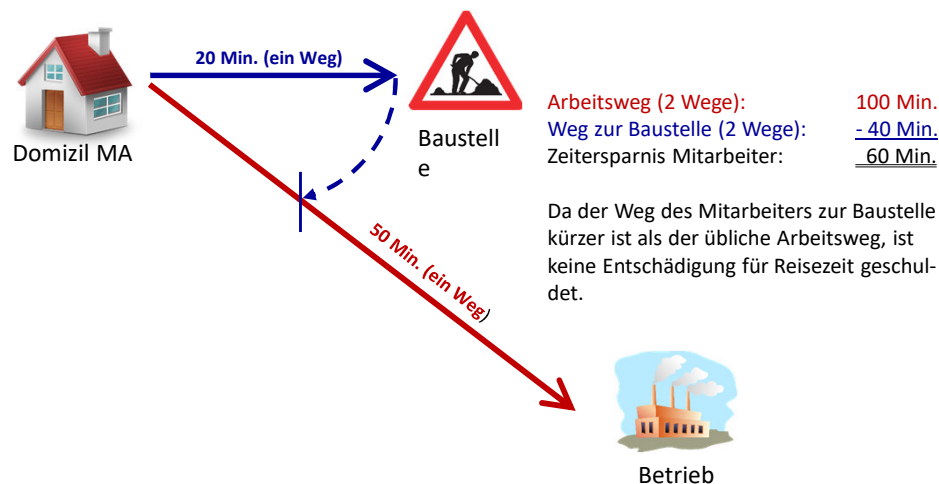 20 Min. (ein Weg)
Domizil MA
Baustell
e
Arbeitsweg (2 Wege): 100 Min.
Weg zur Baustelle (2 Wege): - 40 Min.
Zeitersparnis Mitarbeiter: 60 Min.
Da der Weg des Mitarbeiters zur Baustelle
kürzer ist als der übliche Arbeitsweg, ist
keine Entschädigung für Reisezeit geschul-
det.
50 Min. (ein Weg)
Betrieb